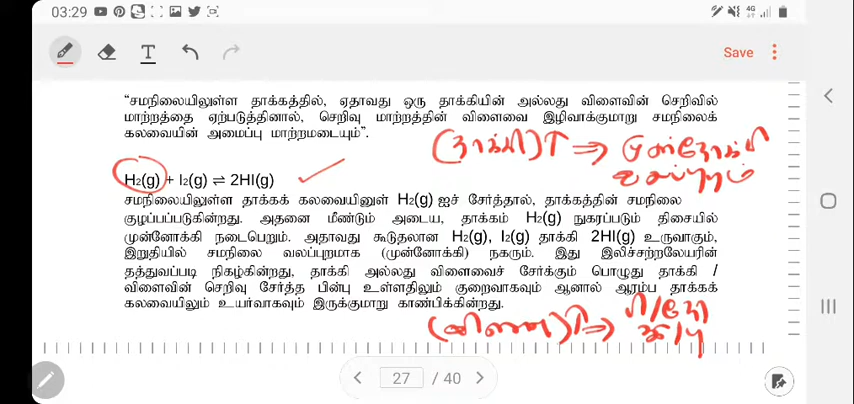 03:29
4G
T
Save
“சமநிலையிலுள்ள தாக்கத்தில், ஏதாவது ஒரு தாக்கியின் அல்லது விளைவின் செறிவில்
மாற்றத்தை ஏற்படுத்தினால், செறிவு மாற்றத்தின் விளைவை இழிவாக்குமாறு சமநிலைக்
கலவையின் அமைப்பு மாற்றமடையும்”.
(தாக்கி)↑ ⇒ முன்நோக்கி
வலப்புறம்
H2(g) + I2(g) ⇌ 2HI(g)
சமநிலையிலுள்ள தாக்கக் கலவையினுள் H2(g) ஐச் சேர்த்தால், தாக்கத்தின் சமநிலை
குழப்பப்படுகின்றது. அதனை மீண்டும் அடைய, தாக்கம் H2(g) நுகரப்படும் திசையில்
முன்னோக்கி நடைபெறும். அதாவது கூடுதலான H2(g), I2(g) தாக்கி 2HI(g) உருவாகும்,
இறுதியில் சமநிலை வலப்புறமாக (முன்னோக்கி) நகரும். இது இலிச்சற்றலேயரின்
தத்துவப்படி நிகழ்கின்றது, தாக்கி அல்லது விளைவைச் சேர்க்கும் பொழுது தாக்கி /
விளைவின் செறிவு சேர்த்த பின்பு உள்ளதிலும் குறைவாகவும் ஆனால் ஆரம்ப தாக்கக்
கலவையிலும் உயர்வாகவும் இருக்குமாறு காண்பிக்கின்றது.
(விளைவு)↑ ⇒ பி/நோ
27 / 40